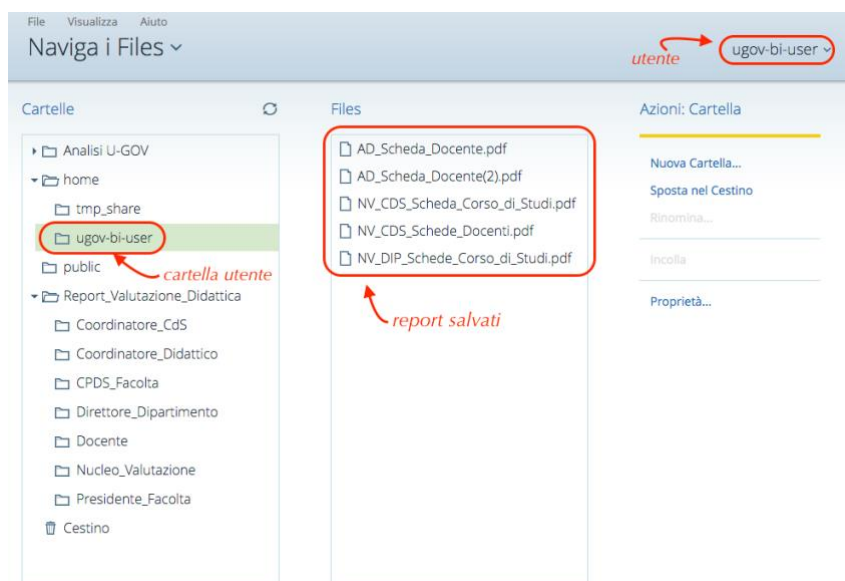 File Visualizza Aiuto
Naviga i Files
utente
ugov-bi-user
Cartelle
Files
Azioni: Cartella
Analisi U-GOV
home
tmp_share
ugov-bi-user
cartella utente
public
Report_Valutazione_Didattica
Coordinatore_CdS
Coordinatore_Didattico
CPDS_Facolta
Direttore_Dipartimento
Docente
Nucleo_Valutazione
Presidente_Facolta
Cestino
AD_Scheda_Docente.pdf
AD_Scheda_Docente(2).pdf
NV_CDS_Scheda_Corso_di_Studi.pdf
NV_CDS_Schede_Docenti.pdf
NV_DIP_Schede_Corso_di_Studi.pdf
report salvati
Nuova Cartella...
Sposta nel Cestino
Rinomina...
Incolla
Proprietà...